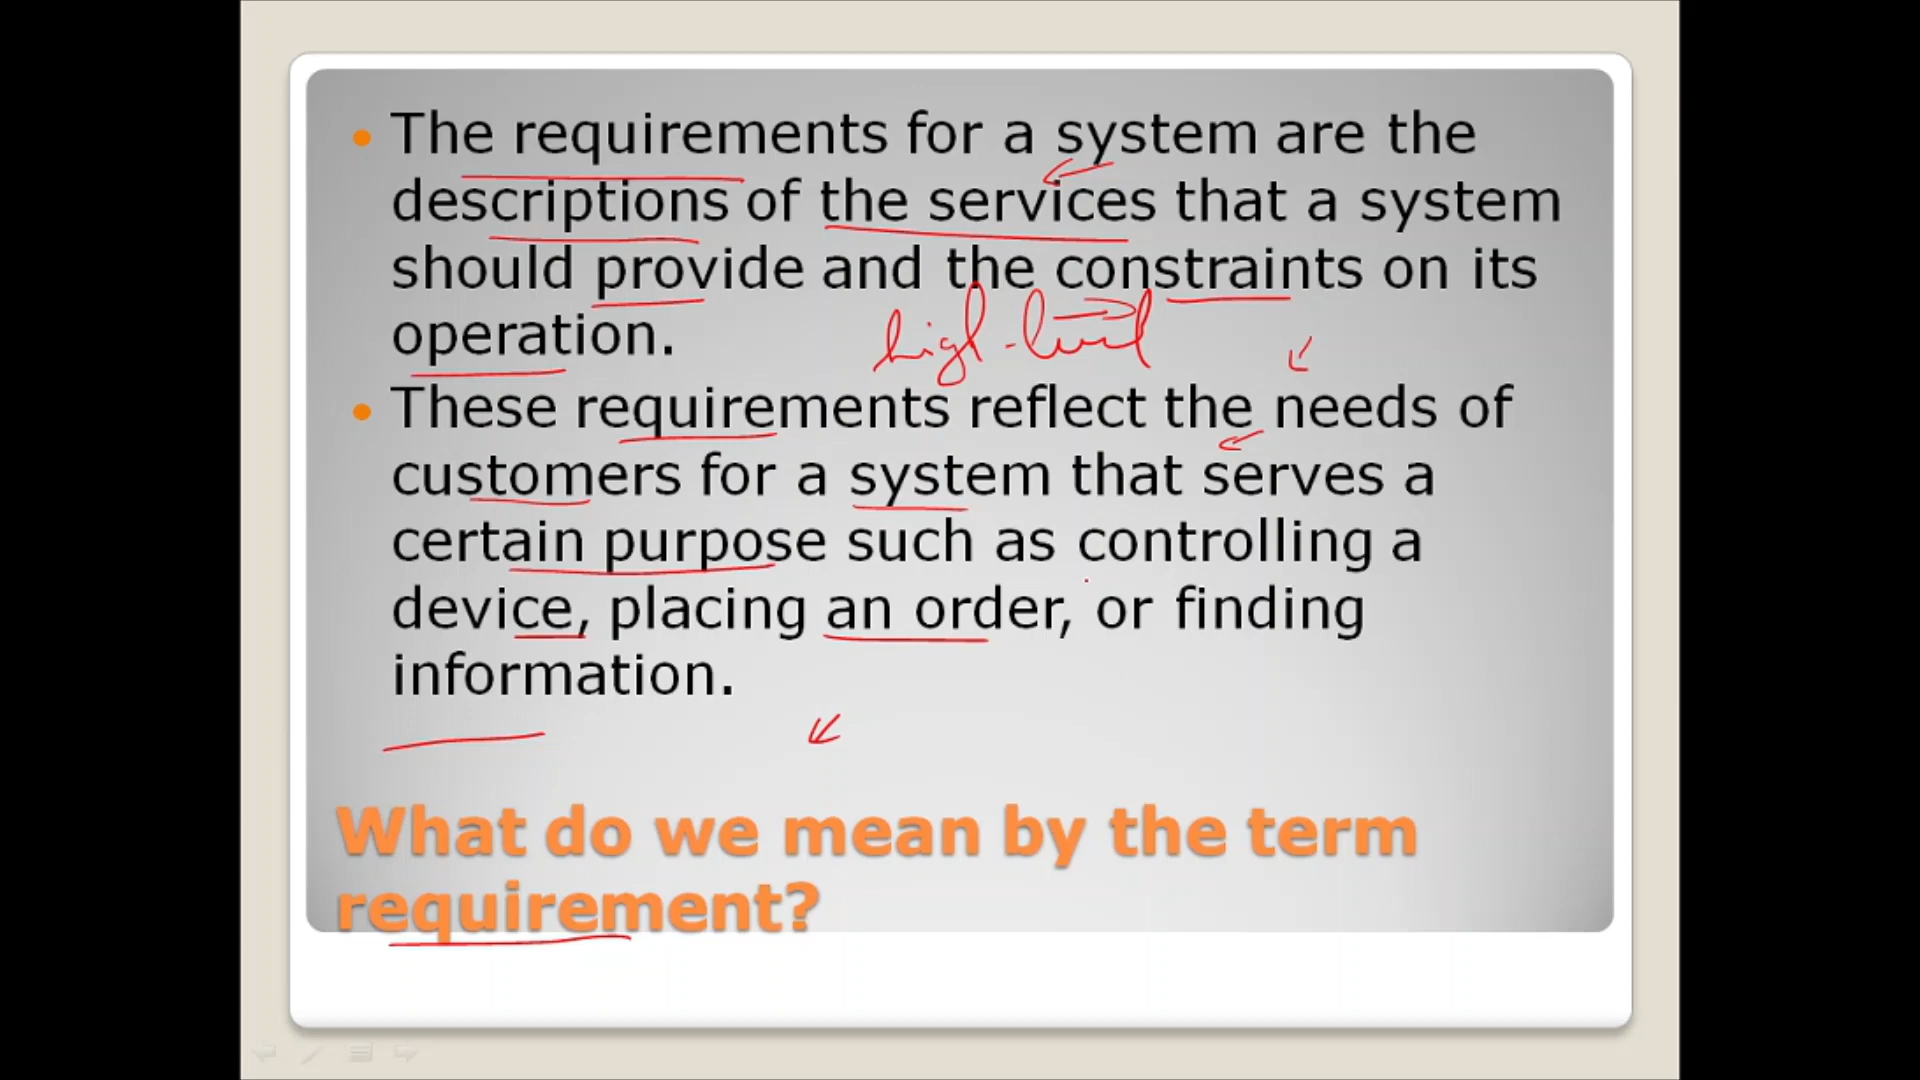 • The requirements for a system are the
descriptions of the services that a system
should provide and the constraints on its
operation.
high-level
• These requirements reflect the needs of
customers for a system that serves a
certain purpose such as controlling a
device, placing an order, or finding
information.
What do we mean by the term
requirement?